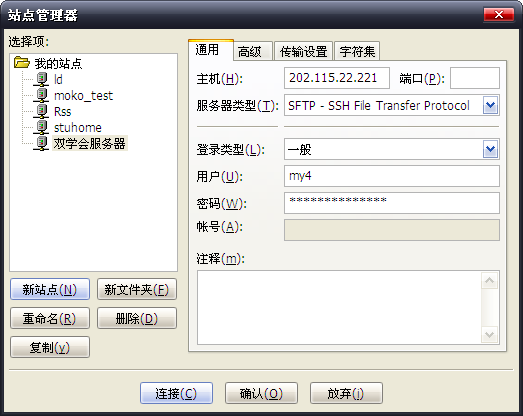 站点管理器
选择项:
我的站点
ld
moko_test
Rss
stuhome
双学会服务器
新站点(N) 新文件夹(F)
重命名(R) 删除(D)
复制(y)
通用 高级 传输设置 字符集
主机(H): 202.115.22.221 端口(P):
服务器类型(T): SFTP - SSH File Transfer Protocol
登录类型(L): 一般
用户(U): my4
密码(W): **************
帐号(A):
注释(m):
连接(C) 确认(O) 放弃(i)